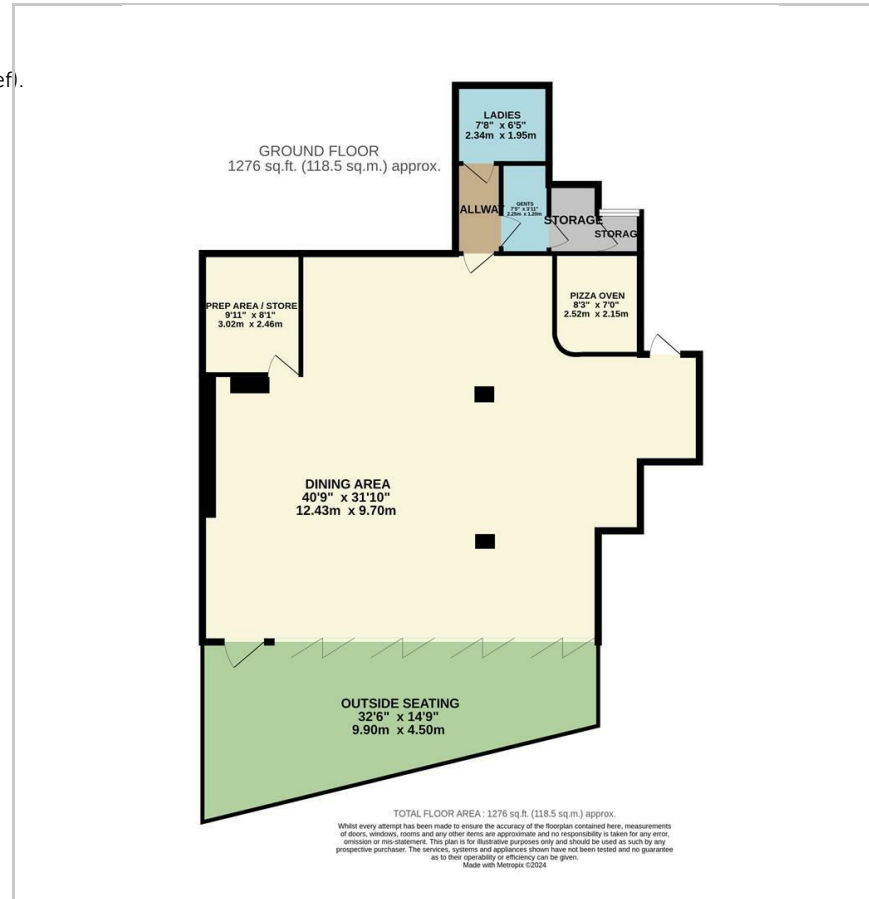 ef).
GROUND FLOOR
1276 sq.ft. (118.5 sq.m.) approx.
LADIES
7'8" x 6'5"
2.34m x 1.95m
ALLWAY
GENTS
7'5" x 3'11"
STORAGE
STORAG
PREP AREA / STORE
9'11" x 8'1"
3.02m x 2.46m
PIZZA OVEN
8'3" x 7'0"
2.52m x 2.15m
DINING AREA
40'9" x 31'10"
12.43m x 9.70m
OUTSIDE SEATING
32'6" x 14'9"
9.90m x 4.50m
TOTAL FLOOR AREA : 1276 sq.ft. (118.5 sq.m.) approx.
Whilst every attempt has been made to ensure the accuracy of the floorplan contained here, measurements
of doors, windows, rooms and any other items are approximate and no responsibility is taken for any error,
omission or mis-statement. This plan is for illustrative purposes only and should be used as such by any
prospective purchaser. The services, systems and appliances shown have not been tested and no guarantee
as to their operability or efficiency can be given.
Made with Metropix ©2024